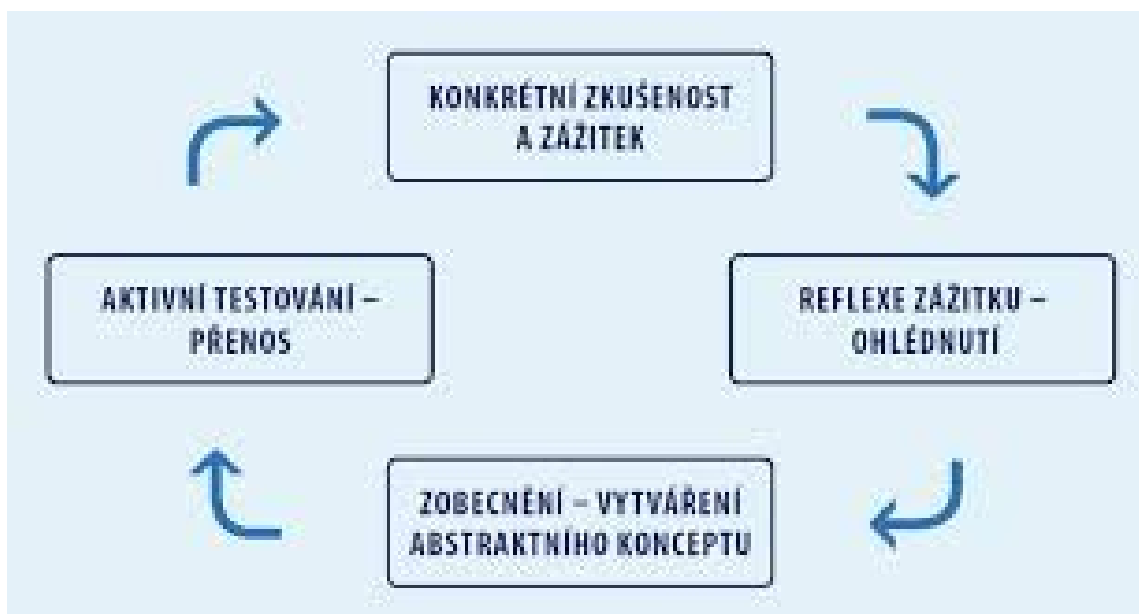 KONKRÉTNÍ ZKUŠENOST
A ZÁŽITEK
REFLEXE ZÁŽITKU –
OHLÉDNUTÍ
ZOBECNĚNÍ – VYTVÁŘENÍ
ABSTRAKTNÍHO KONCEPTU
AKTIVNÍ TESTOVÁNÍ –
PŘENOS